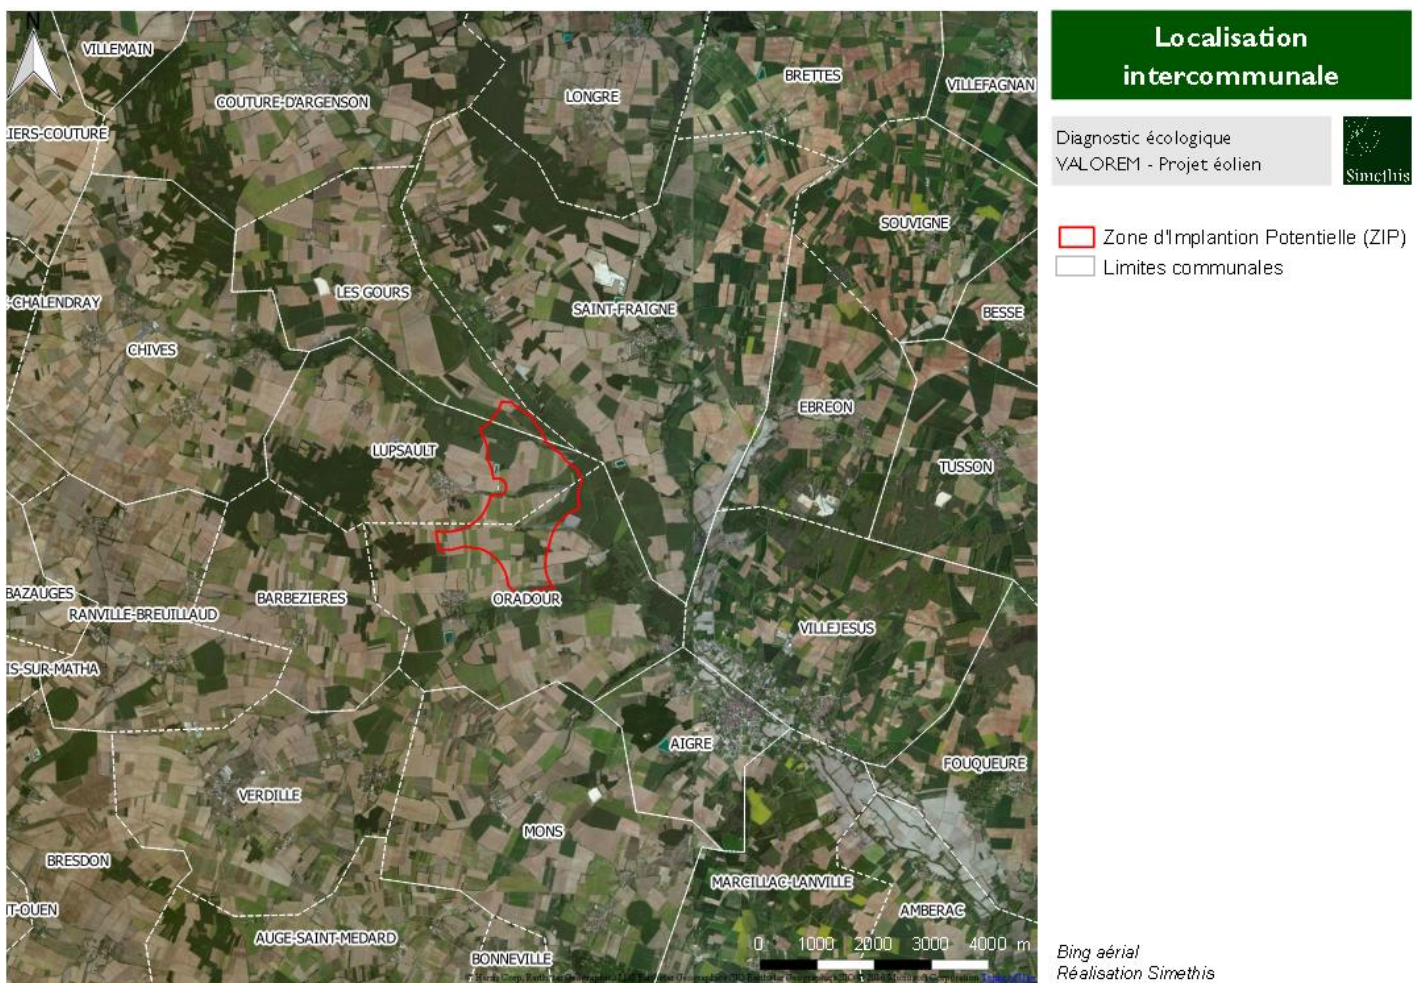 N
VILLEMAIN
COUTURE-D'ARGENSON
LONGRE
BRETTES
VILLEFAGNAN
LIERS-COUTURE
SOUVIGNE
LES GOURS
SAINT-FRAIGNE
BESSE
-CHALENDRAY
CHIVES
EBREON
LUPSAULT
TUSSON
BAZAUGES
RANVILLE-BREUILLAUD
BARBEZIERES
ORADOUR
VILLEJESUS
IS-SUR-MATHA
AIGRE
FOUQUEURE
VERDILLE
MONS
BRESDON
MARCILLAC-LANVILLE
T-OUEN
AMBERAC
AUGE-SAINT-MEDARD
BONNEVILLE
0 1000 2000 3000 4000 m
Localisation
intercommunale
Diagnostic écologique
VALOREM - Projet éolien
Simethis
Zone d'Implantion Potentielle (ZIP)
Limites communales
Bing aérial
Réalisation Simethis